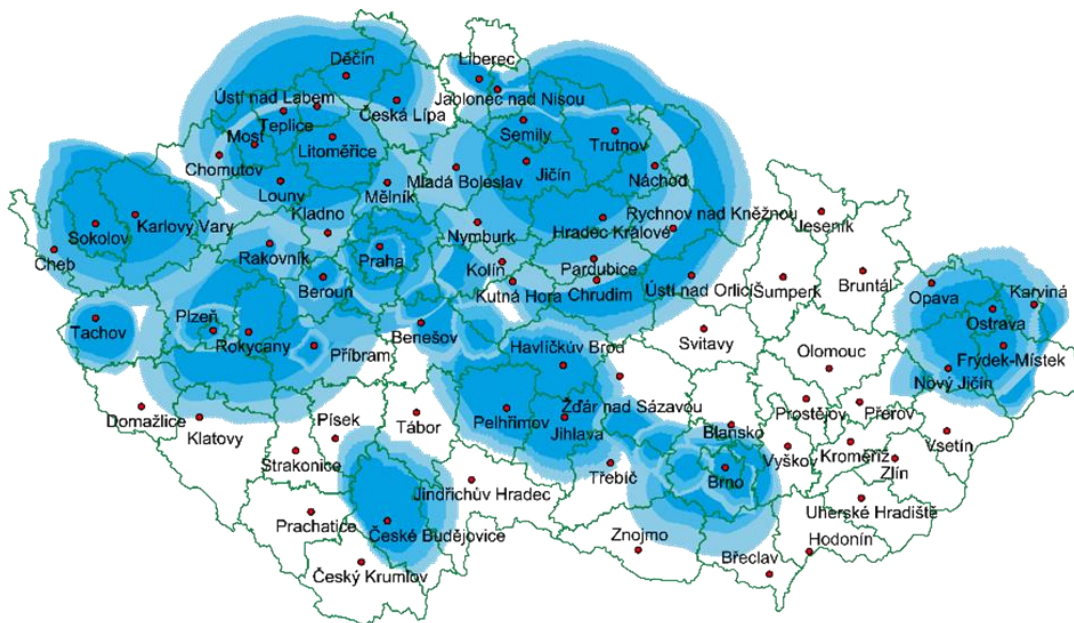 Děčín
Liberec
Ústí nad Labem
Jablonec nad Nisou
Česká Lípa
Teplice
Semily
Trutnov
Most
Litoměřice
Chomutov
Mladá Boleslav
Jičín
Náchod
Louny
Mělník
Karlovy Vary
Kladno
Rychnov nad Kněžnou
Jeseník
Sokolov
Nymburk
Hradec Králové
Cheb
Rakovník
Praha
Kolín
Pardubice
Beroun
Kutná Hora
Chrudim
Ústí nad Orlicí
Šumperk
Bruntál
Opava
Karviná
Tachov
Plzeň
Ostrava
Rokycany
Benešov
Příbram
Havlíčkův Brod
Svitavy
Olomouc
Frýdek-Místek
Nový Jičín
Domažlice
Klatovy
Písek
Tábor
Pelhřimov
Žďár nad Sázavou
Jihlava
Blansko
Prostějov
Přerov
Strakonice
Vyškov
Kroměříž
Vsetín
Zlín
Třebíč
Brno
Jindřichův Hradec
Prachatice
České Budějovice
Uherské Hradiště
Znojmo
Hodonín
Břeclav
Český Krumlov